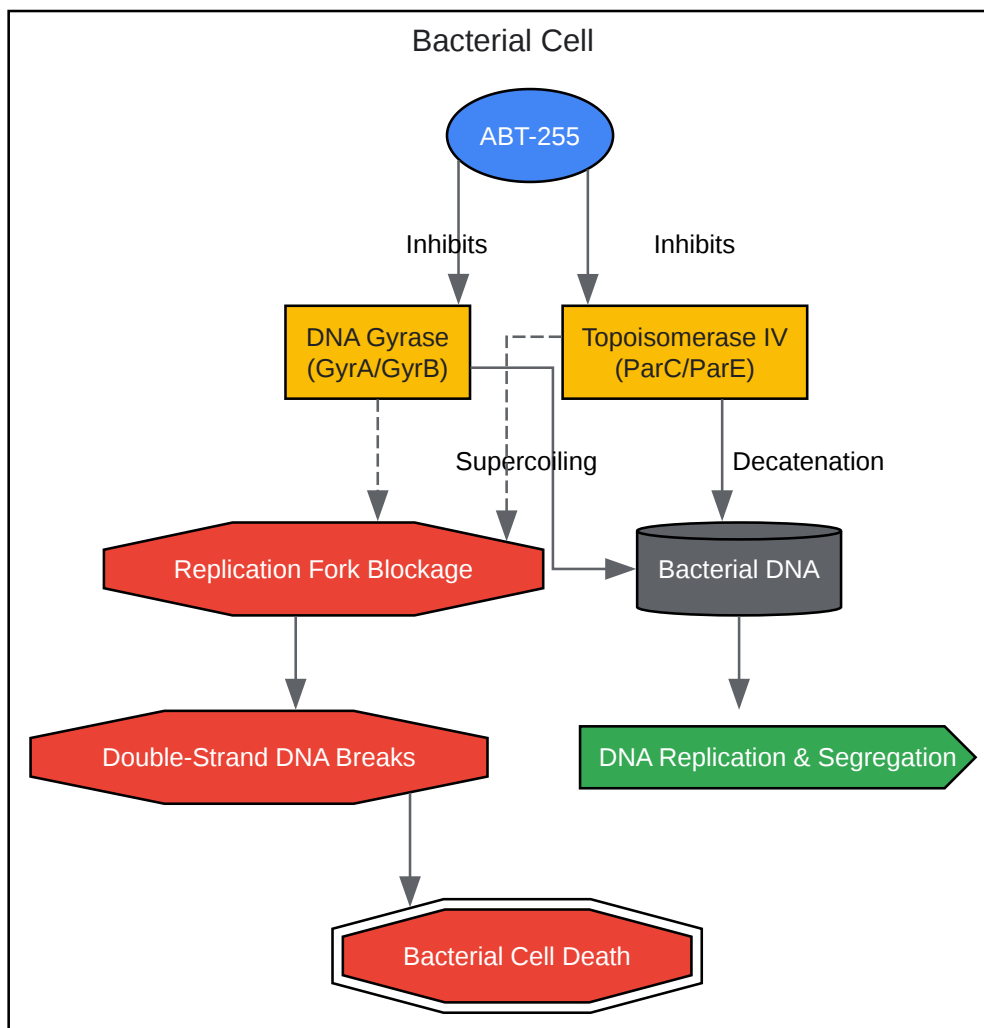 Bacterial Cell
ABT-255
Inhibits
Inhibits
DNA Gyrase
(GyrA/GyrB)
Topoisomerase IV
(ParC/ParE)
Supercoiling
Decatenation
Replication Fork Blockage
Bacterial DNA
Double-Strand DNA Breaks
DNA Replication & Segregation
Bacterial Cell Death